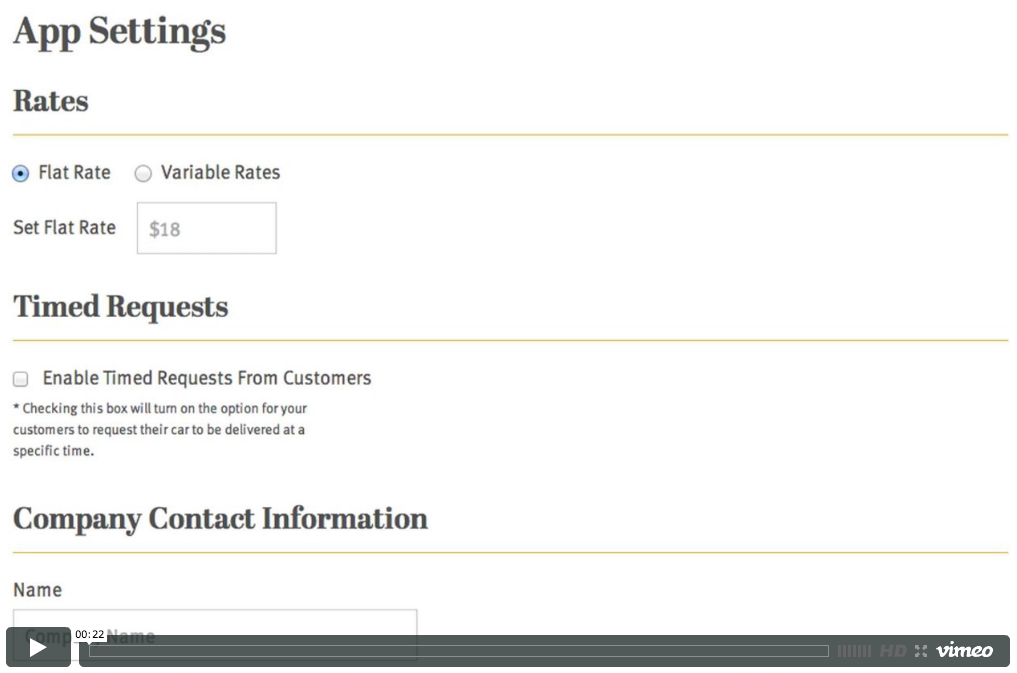 App Settings
Rates
Flat Rate Variable Rates
Set Flat Rate $18
Timed Requests
Enable Timed Requests From Customers
* Checking this box will turn on the option for your
customers to request their car to be delivered at a
specific time.
Company Contact Information
Name
Company Name
00:22
HD vimeo